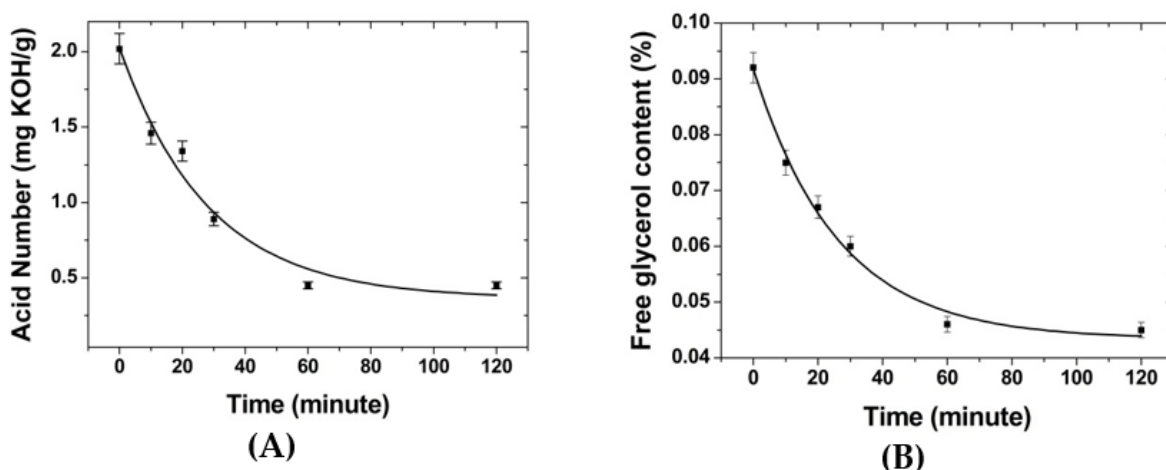 Acid Number (mg KOH/g)
2.0
1.5
1.0
0.5
0 20 40 60 80 100 120
Time (minute)
(A)
Free glycerol content (%)
0.10
0.09
0.08
0.07
0.06
0.05
0.04
0 20 40 60 80 100 120
Time (minute)
(B)